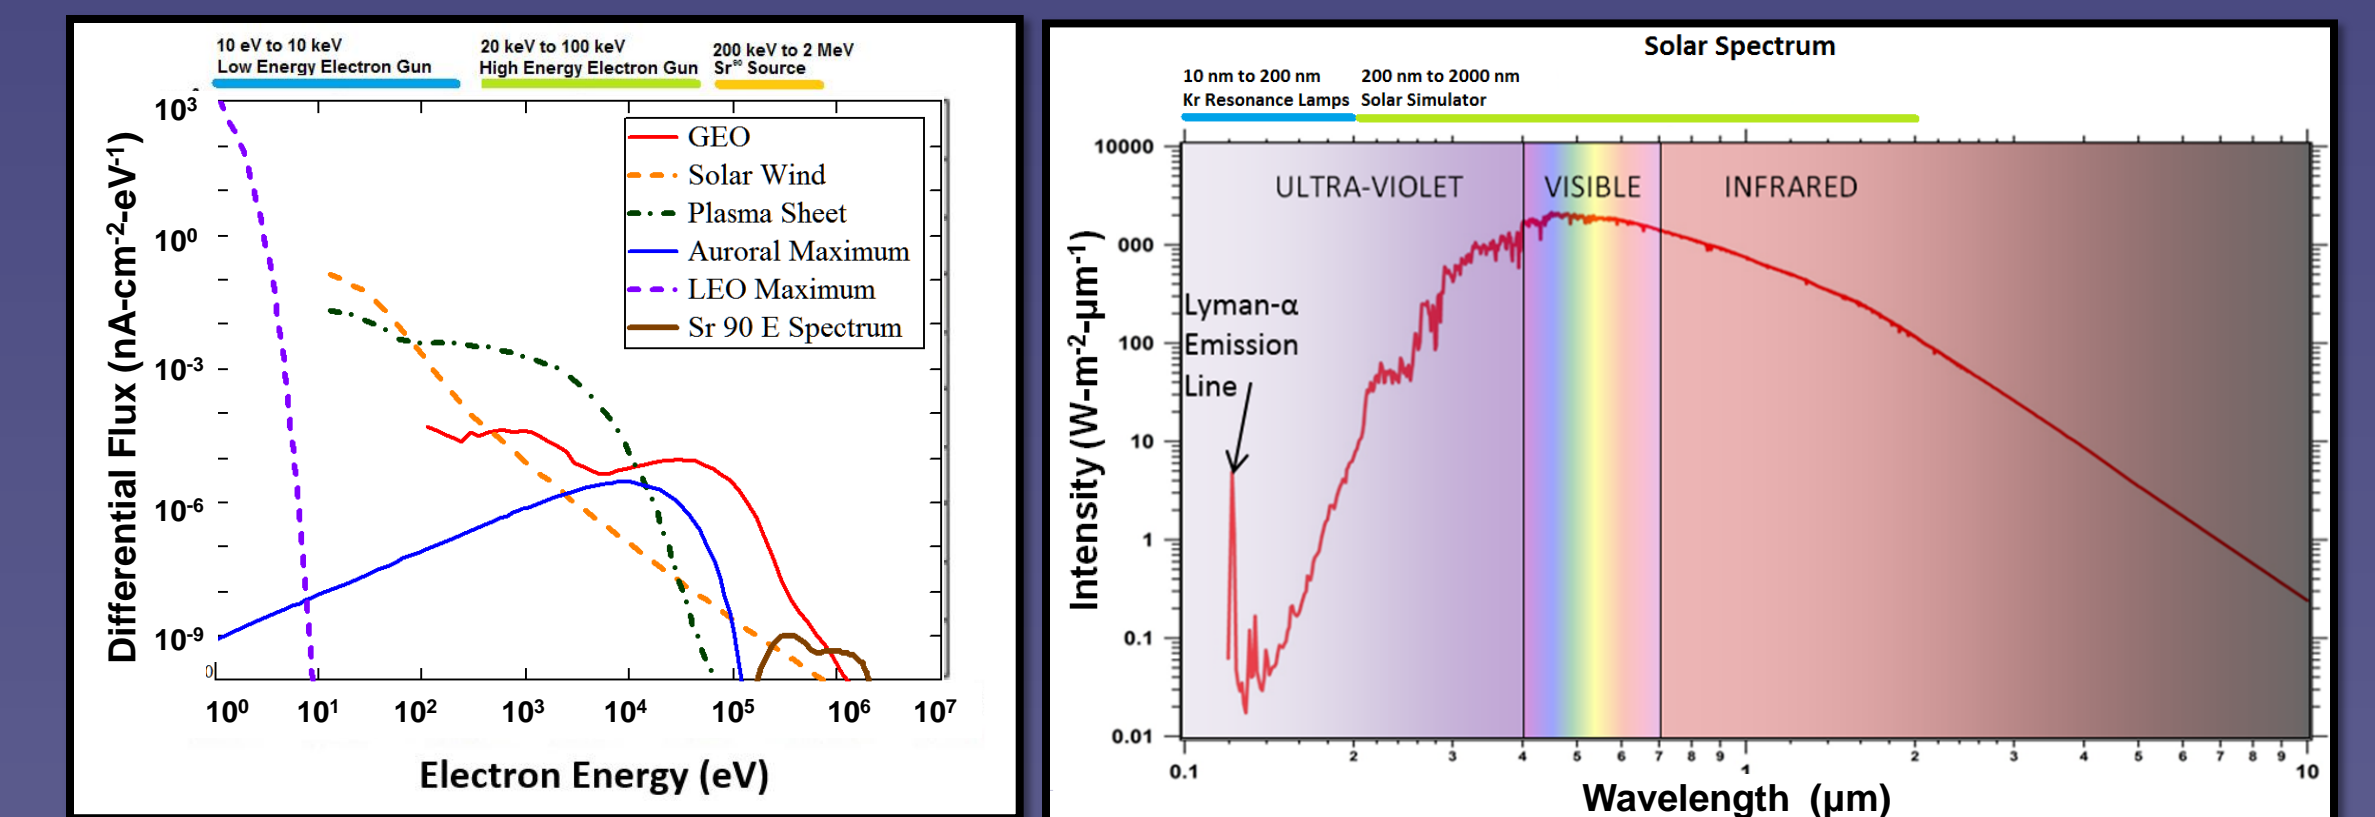 10 eV to 10 keV
Low Energy Electron Gun
20 keV to 100 keV
High Energy Electron Gun
200 keV to 2 MeV
Sr⁹⁰ Source
Differential Flux (nA-cm⁻²-eV⁻¹)
10³
10⁰
10⁻³
10⁻⁶
10⁻⁹
0
GEO
Solar Wind
Plasma Sheet
Auroral Maximum
LEO Maximum
Sr 90 E Spectrum
10⁰ 10¹ 10² 10³ 10⁴ 10⁵ 10⁶ 10⁷
Electron Energy (eV)
Solar Spectrum
10 nm to 200 nm
Kr Resonance Lamps
200 nm to 2000 nm
Solar Simulator
Intensity (W-m⁻²-µm⁻¹)
10000
000
100
10
1
0.1
0.01
ULTRA-VIOLET
VISIBLE
INFRARED
Lyman-α
Emission
Line
0.1 2 3 4 5 6 7 8 9 1 2 3 4 5 6 7 8 9 10
Wavelength (µm)